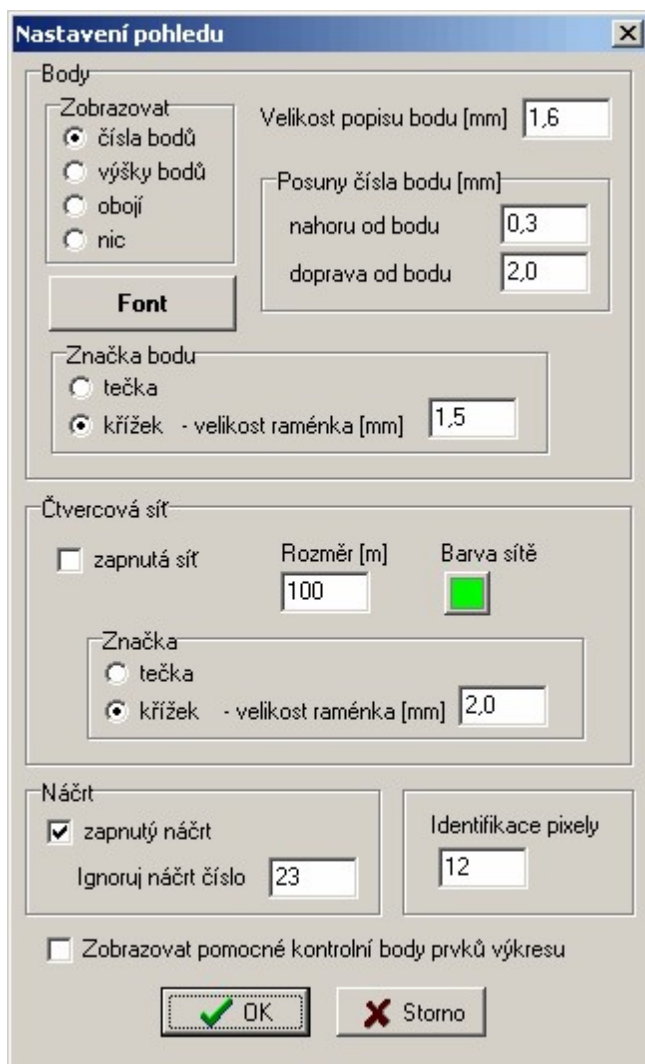 Nastavení pohledu
Body
Zobrazovat
čísla bodů
výšky bodů
obojí
nic
Velikost popisu bodu [mm] 1,6
Posuny čísla bodu [mm]
nahoru od bodu 0,3
doprava od bodu 2,0
Font
Značka bodu
tečka
křížek - velikost raménka [mm] 1,5
Čtvercová síť
zapnutá síť
Rozměr [m]
100
Barva sítě
Značka
tečka
křížek - velikost raménka [mm] 2,0
Náčrt
zapnutý náčrt
Ignoruj náčrt číslo 23
Identifikace pixely
12
Zobrazovat pomocné kontrolní body prvků výkresu
OK
Storno